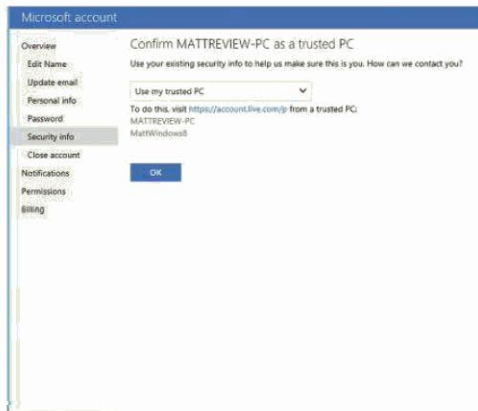 Microsoft account
Overview
Edit Name
Update email
Personal info
Password
Security info
Close account
Notifications
Permissions
Billing
Confirm MATTREVIEW-PC as a trusted PC
Use your existing security info to help us make sure this is you. How can we contact you?
Use my trusted PC
To do this, visit https://account.live.com/p from a trusted PC:
MATTREVIEW-PC
MattWindows8
OK